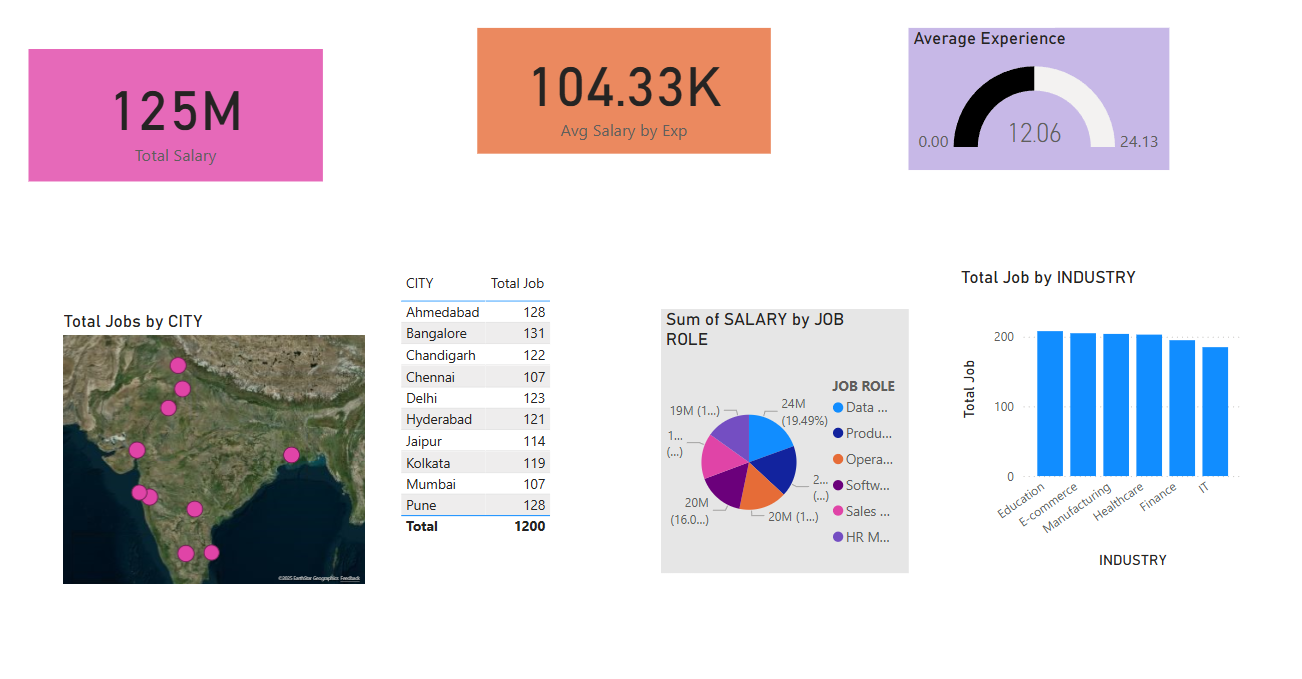 125M
Total Salary
104.33K
Avg Salary by Exp
Average Experience
0.00
12.06
24.13
Total Jobs by CITY
©2025 EarthStar Geographics Feedback
CITY Total Job
Ahmedabad 128
Bangalore 131
Chandigarh 122
Chennai 107
Delhi 123
Hyderabad 121
Jaipur 114
Kolkata 119
Mumbai 107
Pune 128
Total 1200
Sum of SALARY by JOB
ROLE
24M
(19.49%)
2...
(...)
20M (1...)
20M
(16.0...)
1...
(...)
19M (1...)
JOB ROLE
Data ...
Produ...
Opera...
Softw...
Sales ...
HR M...
Total Job by INDUSTRY
Total Job
200
100
0
Education
E-commerce
Manufacturing
Healthcare
Finance
IT
INDUSTRY